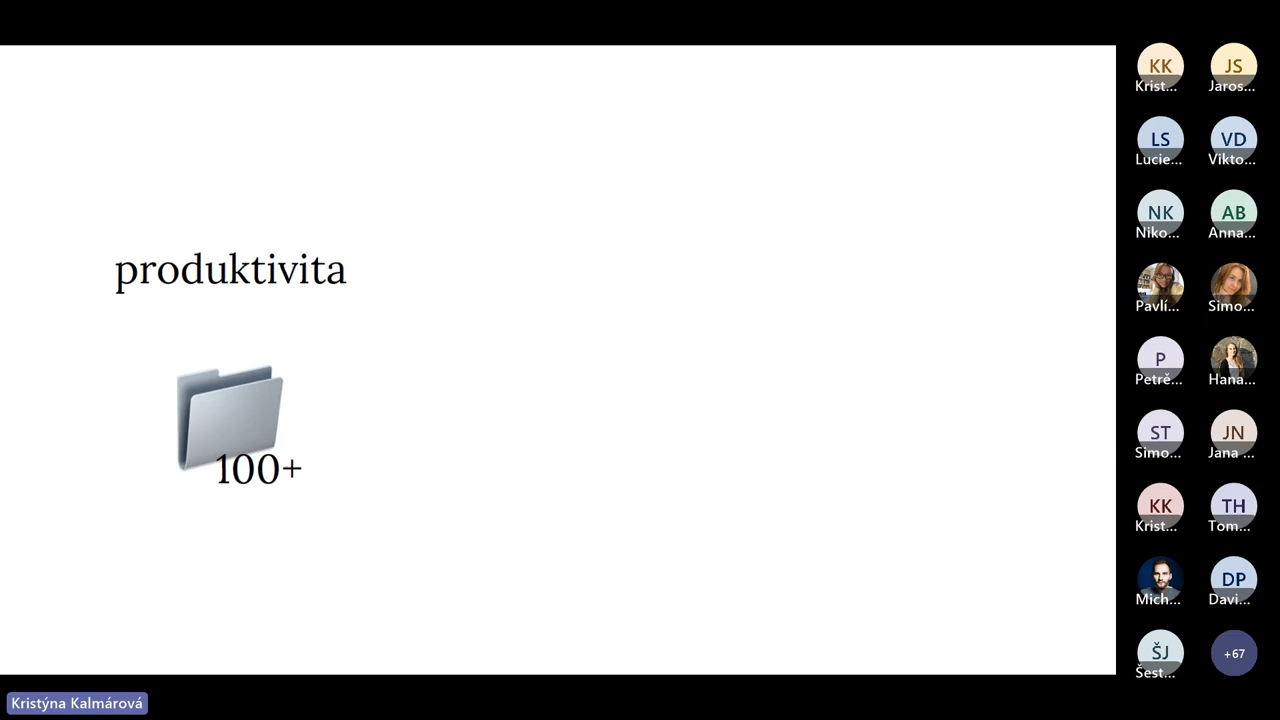 produktivita
100+
KK
Krist...
JS
Jaros...
LS
Lucie...
VD
Vikto...
NK
Niko...
AB
Anna...
Pavlí...
Simo...
P
Petrě...
Hana...
ST
Simo...
JN
Jana ...
KK
Krist...
TH
Tom...
Mich...
DP
Davi...
ŠJ
Šest...
+67
Kristýna Kalmárová